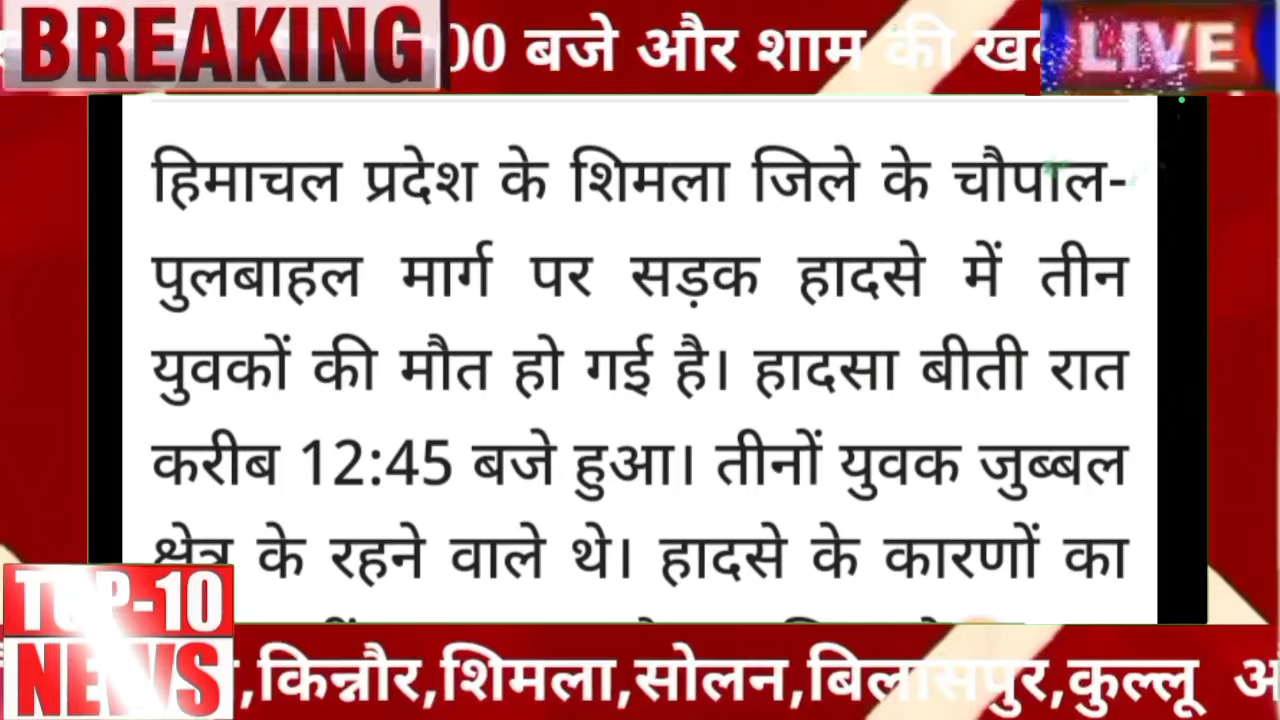 BREAKING
00 बजे और शाम की
LIVE
हिमाचल प्रदेश के शिमला जिले के चौपाल-
पुलबाहल मार्ग पर सड़क हादसे में तीन
युवकों की मौत हो गई है। हादसा बीती रात
करीब 12:45 बजे हुआ। तीनों युवक जुब्बल
क्षेत्र के रहने वाले थे। हादसे के कारणों का
TOP-10
NEWS
,किन्नौर,शिमला,सोलन,बिलासपुर,कुल्लू